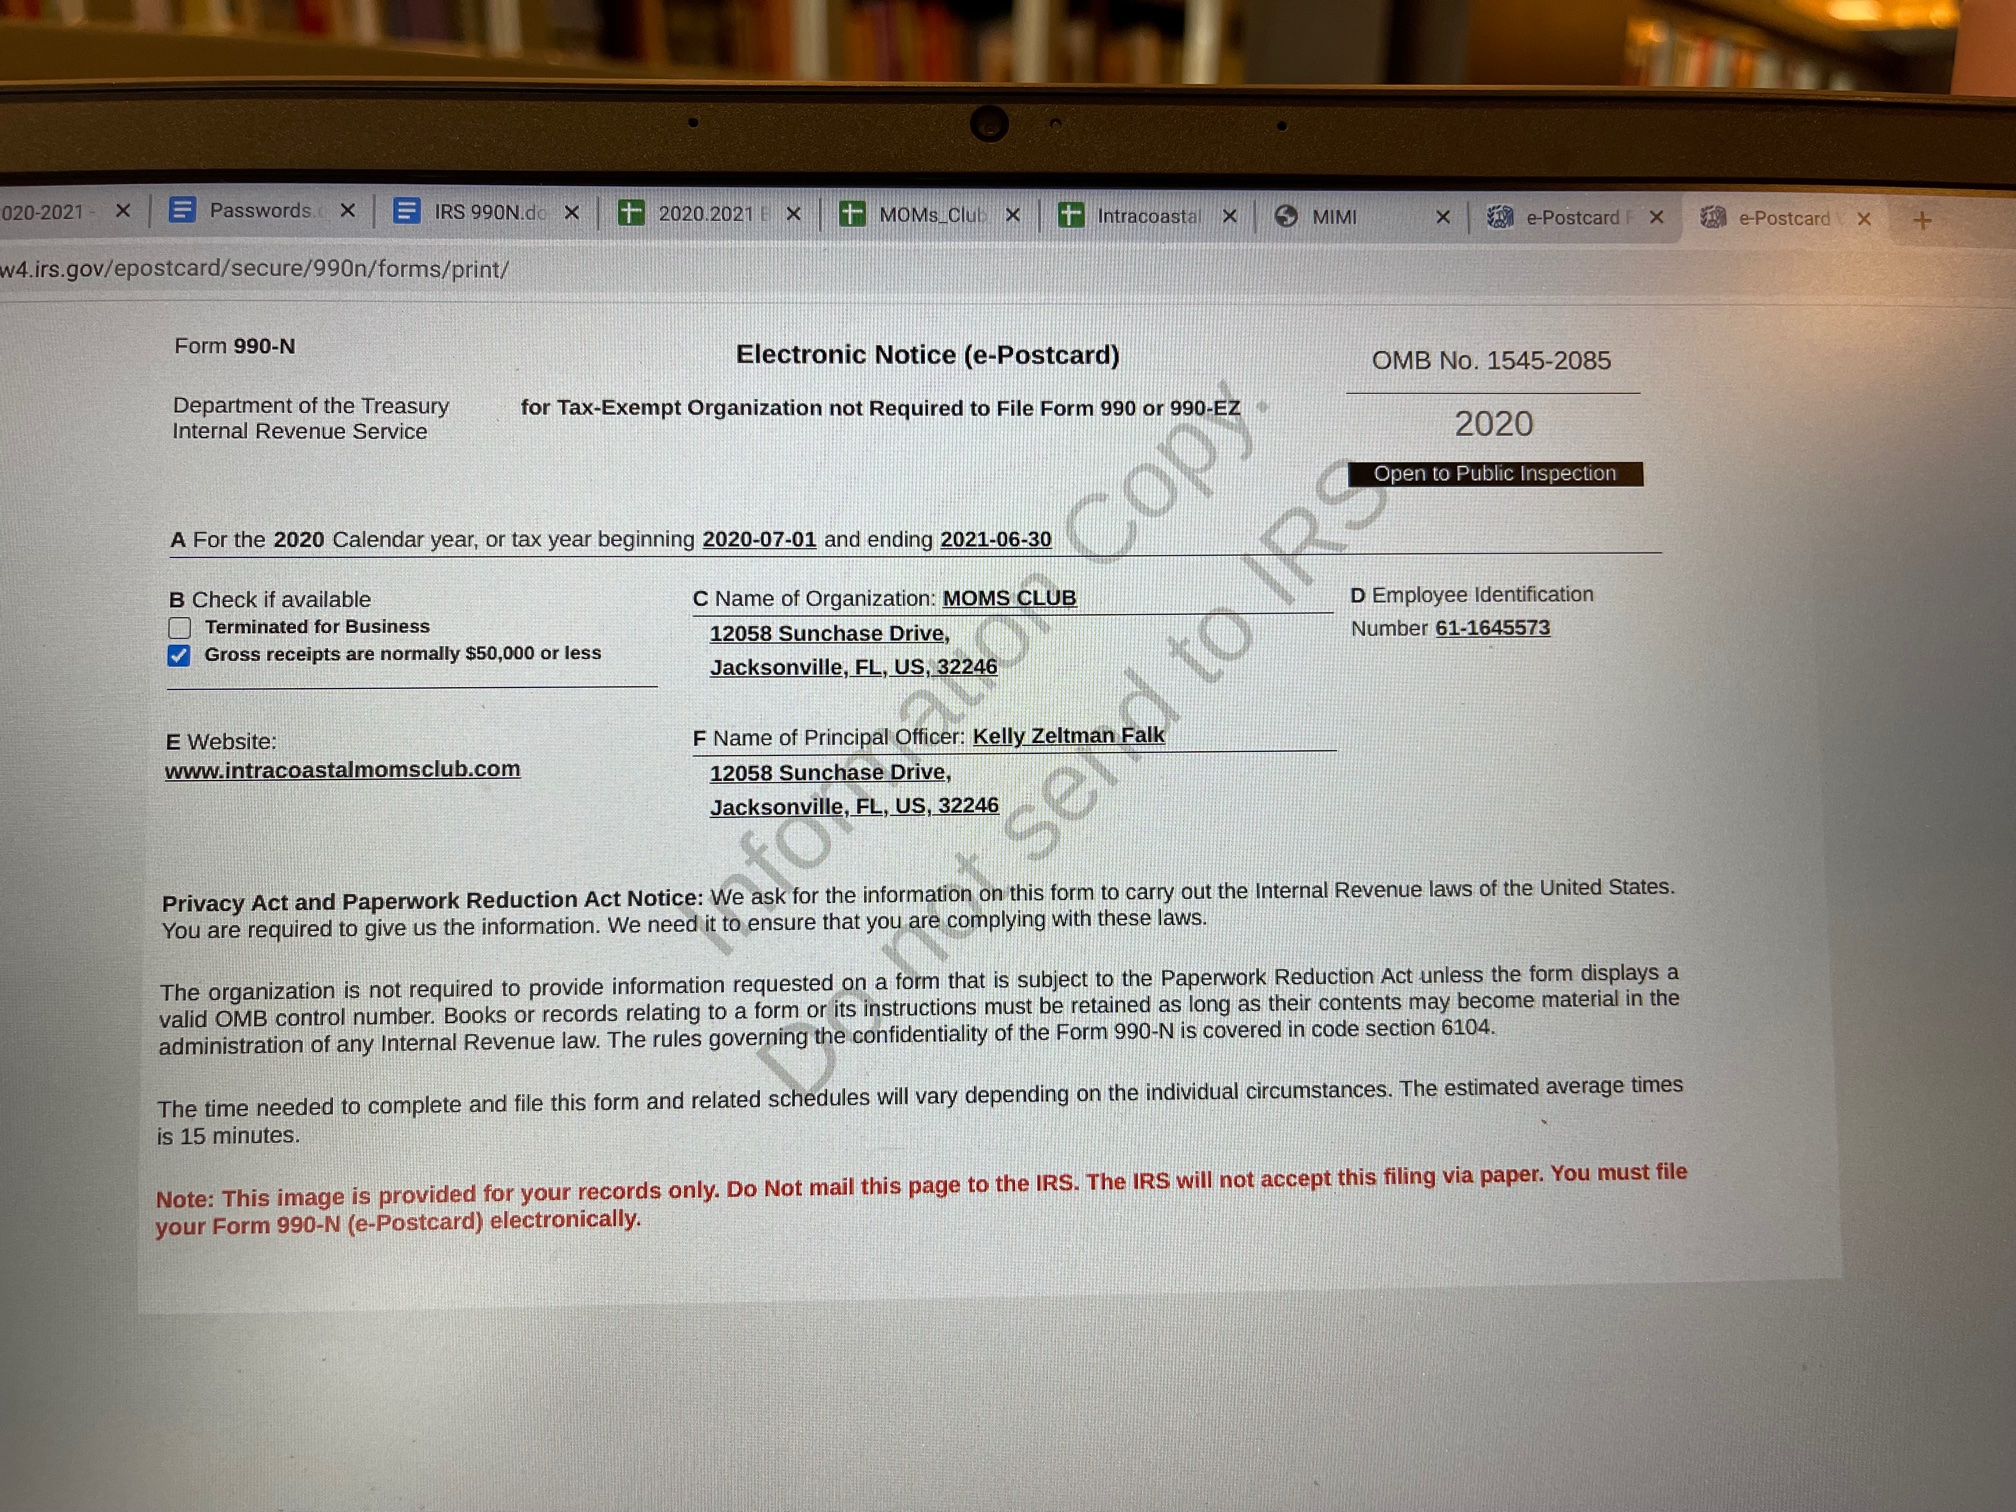 020-2021 -
Passwords.
IRS 990N.do
2020.2021
MOMs_Club
Intracoastal
MIMI
e-Postcard
e-Postcard
w4.irs.gov/epostcard/secure/990n/forms/print/
Form 990-N
Electronic Notice (e-Postcard)
OMB No. 1545-2085
Department of the Treasury
Internal Revenue Service
for Tax-Exempt Organization not Required to File Form 990 or 990-EZ
2020
Open to Public Inspection
A For the 2020 Calendar year, or tax year beginning 2020-07-01 and ending 2021-06-30
B Check if available
Terminated for Business
Gross receipts are normally $50,000 or less
C Name of Organization: MOMS CLUB
12058 Sunchase Drive,
Jacksonville, FL, US, 32246
D Employee Identification
Number 61-1645573
E Website:
www.intracoastalmomsclub.com
F Name of Principal Officer: Kelly Zeltman Falk
12058 Sunchase Drive,
Jacksonville, FL, US, 32246
Information Copy.
Do not send to IRS
Privacy Act and Paperwork Reduction Act Notice: We ask for the information on this form to carry out the Internal Revenue laws of the United States.
You are required to give us the information. We need it to ensure that you are complying with these laws.
The organization is not required to provide information requested on a form that is subject to the Paperwork Reduction Act unless the form displays a
valid OMB control number. Books or records relating to a form or its instructions must be retained as long as their contents may become material in the
administration of any Internal Revenue law. The rules governing the confidentiality of the Form 990-N is covered in code section 6104.
The time needed to complete and file this form and related schedules will vary depending on the individual circumstances. The estimated average times
is 15 minutes.
Note: This image is provided for your records only. Do Not mail this page to the IRS. The IRS will not accept this filing via paper. You must file
your Form 990-N (e-Postcard) electronically.